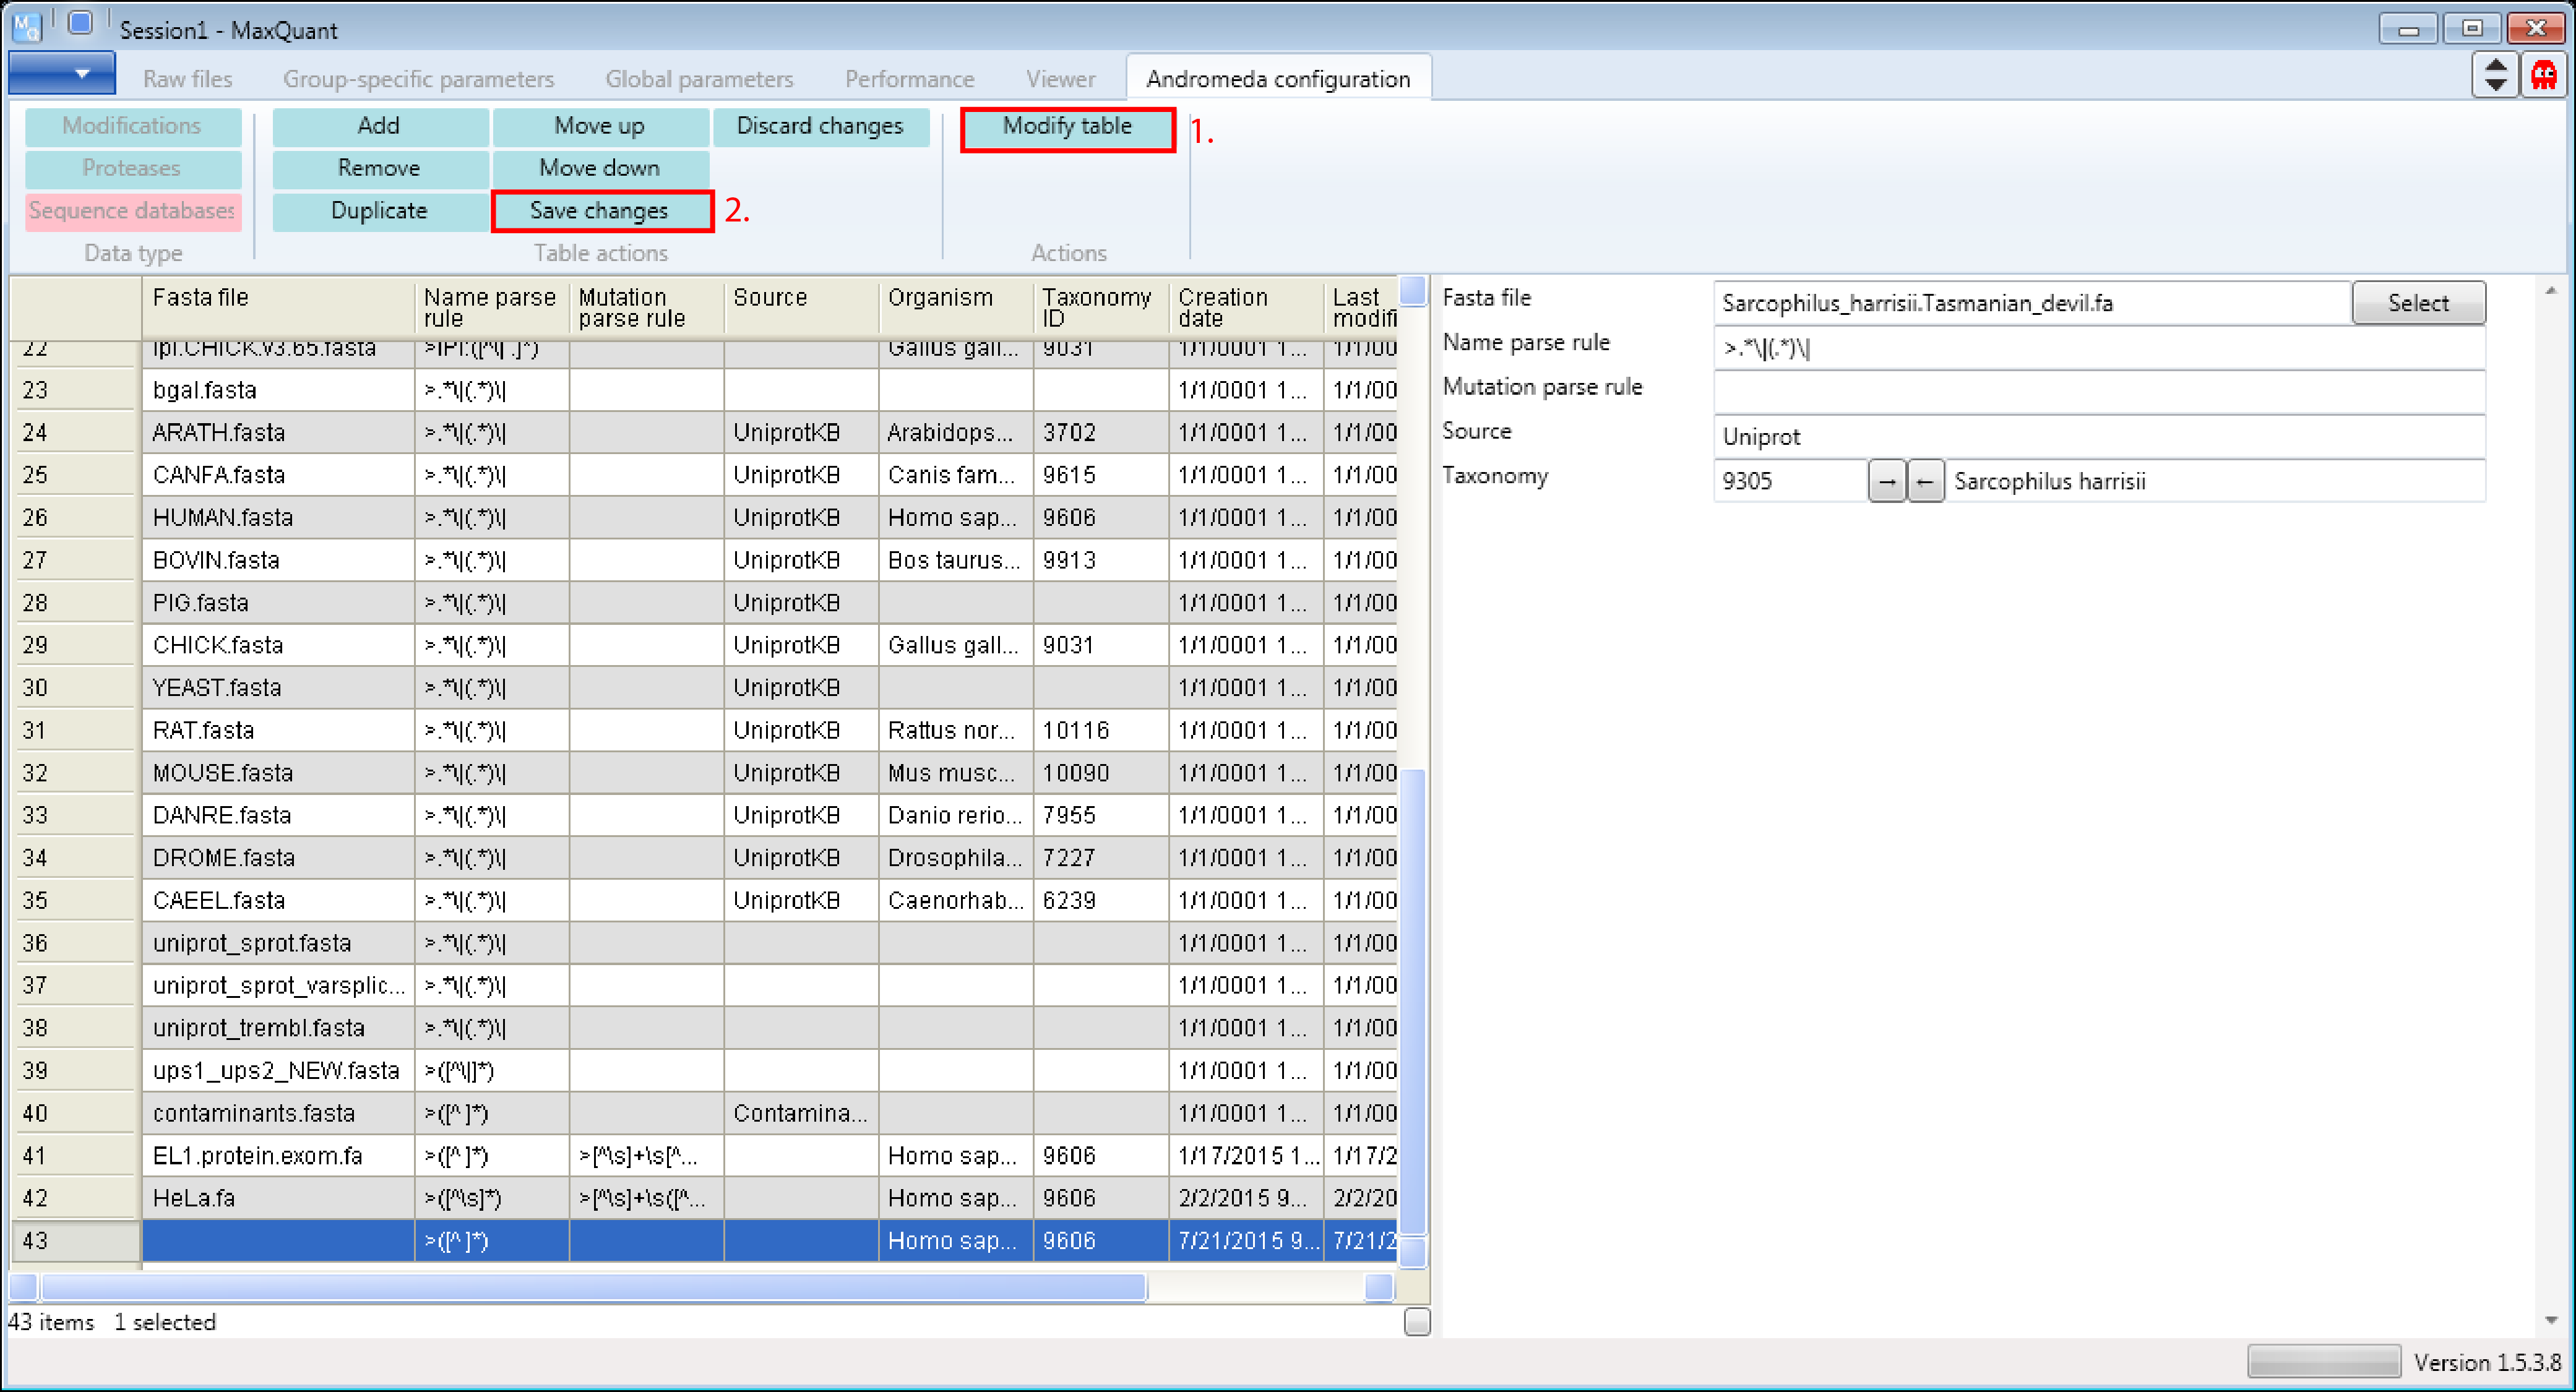 Session1 - MaxQuant
Raw files Group-specific parameters Global parameters Performance Viewer Andromeda configuration
Modifications Add Move up Discard changes Modify table 1.
Proteases Remove Move down
Sequence databases Duplicate Save changes 2.
Data type Table actions Actions
Fasta file Name parse rule Mutation parse rule Source Organism Taxonomy ID Creation date Last modifi
22 ipi.CHICK.v3.65.fasta >IPI:([^\| .]*) Gallus gall... 9031 1/1/0001 1... 1/1/00
23 bgal.fasta >.*\|(.*)\| 1/1/0001 1... 1/1/00
24 ARATH.fasta >.*\|(.*)\| UniprotKB Arabidops... 3702 1/1/0001 1... 1/1/00
25 CANFA.fasta >.*\|(.*)\| UniprotKB Canis fam... 9615 1/1/0001 1... 1/1/00
26 HUMAN.fasta >.*\|(.*)\| UniprotKB Homo sap... 9606 1/1/0001 1... 1/1/00
27 BOVIN.fasta >.*\|(.*)\| UniprotKB Bos taurus... 9913 1/1/0001 1... 1/1/00
28 PIG.fasta >.*\|(.*)\| UniprotKB 1/1/0001 1... 1/1/00
29 CHICK.fasta >.*\|(.*)\| UniprotKB Gallus gall... 9031 1/1/0001 1... 1/1/00
30 YEAST.fasta >.*\|(.*)\| UniprotKB 1/1/0001 1... 1/1/00
31 RAT.fasta >.*\|(.*)\| UniprotKB Rattus nor... 10116 1/1/0001 1... 1/1/00
32 MOUSE.fasta >.*\|(.*)\| UniprotKB Mus musc... 10090 1/1/0001 1... 1/1/00
33 DANRE.fasta >.*\|(.*)\| UniprotKB Danio rerio... 7955 1/1/0001 1... 1/1/00
34 DROME.fasta >.*\|(.*)\| UniprotKB Drosophila... 7227 1/1/0001 1... 1/1/00
35 CAEEL.fasta >.*\|(.*)\| UniprotKB Caenorhab... 6239 1/1/0001 1... 1/1/00
36 uniprot_sprot.fasta >.*\|(.*)\| 1/1/0001 1... 1/1/00
37 uniprot_sprot_varsplic... >.*\|(.*)\| 1/1/0001 1... 1/1/00
38 uniprot_trembl.fasta >.*\|(.*)\| 1/1/0001 1... 1/1/00
39 ups1_ups2_NEW.fasta >([^\|]*) 1/1/0001 1... 1/1/00
40 contaminants.fasta >([^ ]*) Contamina... 1/1/0001 1... 1/1/00
41 EL1.protein.exom.fa >([^ ]*) >[^\s]+\s[^... Homo sap... 9606 1/17/2015 1... 1/17/2
42 HeLa.fa >([^\s]*) >[^\s]+\s([^... Homo sap... 9606 2/2/2015 9... 2/2/20
43 >([^ ]*) Homo sap... 9606 7/21/2015 9... 7/21/2
43 items 1 selected
Fasta file Sarcophilus_harrisii.Tasmanian_devil.fa Select
Name parse rule >.*\|(.*)\|
Mutation parse rule
Source Uniprot
Taxonomy 9305 → ← Sarcophilus harrisii
Version 1.5.3.8